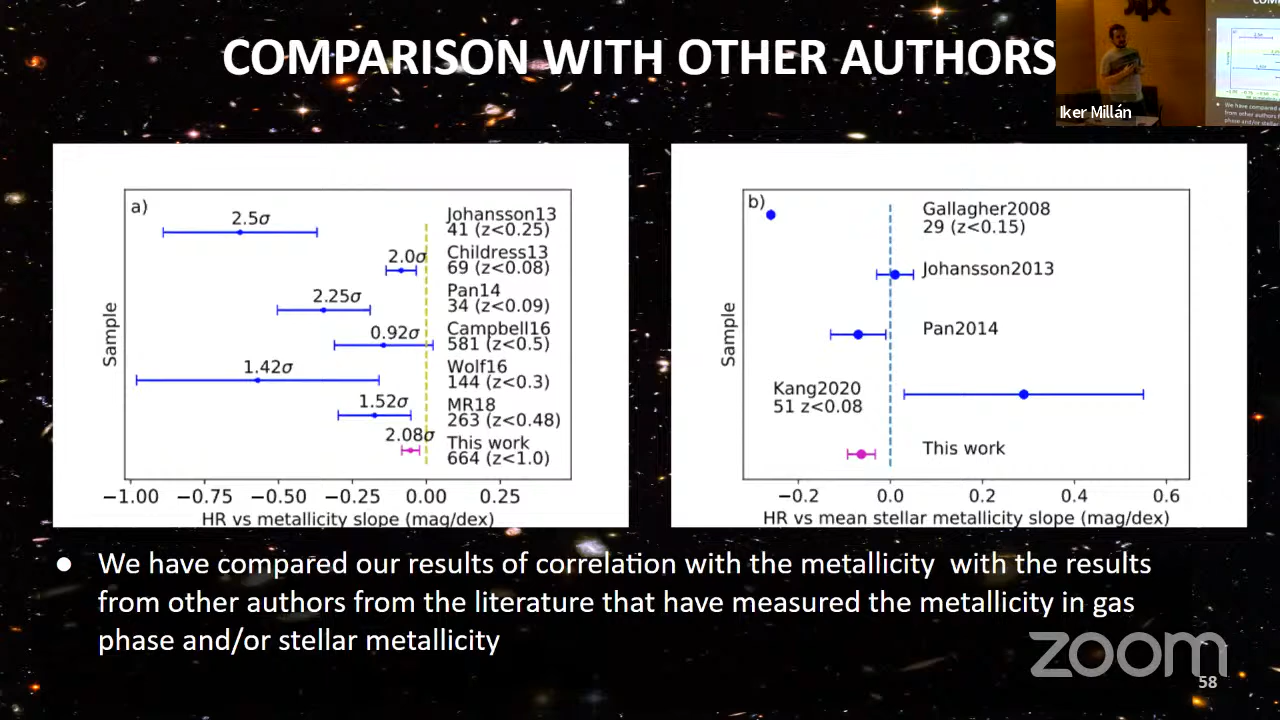 COMPARISON WITH OTHER AUTHORS
Iker Millán
a)
2.5σ
Johansson13
41 (z<0.25)
2.0σ
Childress13
69 (z<0.08)
2.25σ
Pan14
34 (z<0.09)
0.92σ
Campbell16
581 (z<0.5)
1.42σ
Wolf16
144 (z<0.3)
1.52σ
MR18
263 (z<0.48)
2.08σ
This work
664 (z<1.0)
Sample
−1.00 −0.75 −0.50 −0.25 0.00 0.25
HR vs metallicity slope (mag/dex)
b)
Gallagher2008
29 (z<0.15)
Johansson2013
Pan2014
Kang2020
51 z<0.08
This work
Sample
−0.2 0.0 0.2 0.4 0.6
HR vs mean stellar metallicity slope (mag/dex)
● We have compared our results of correlation with the metallicity with the results
from other authors from the literature that have measured the metallicity in gas
phase and/or stellar metallicity
zoom
58